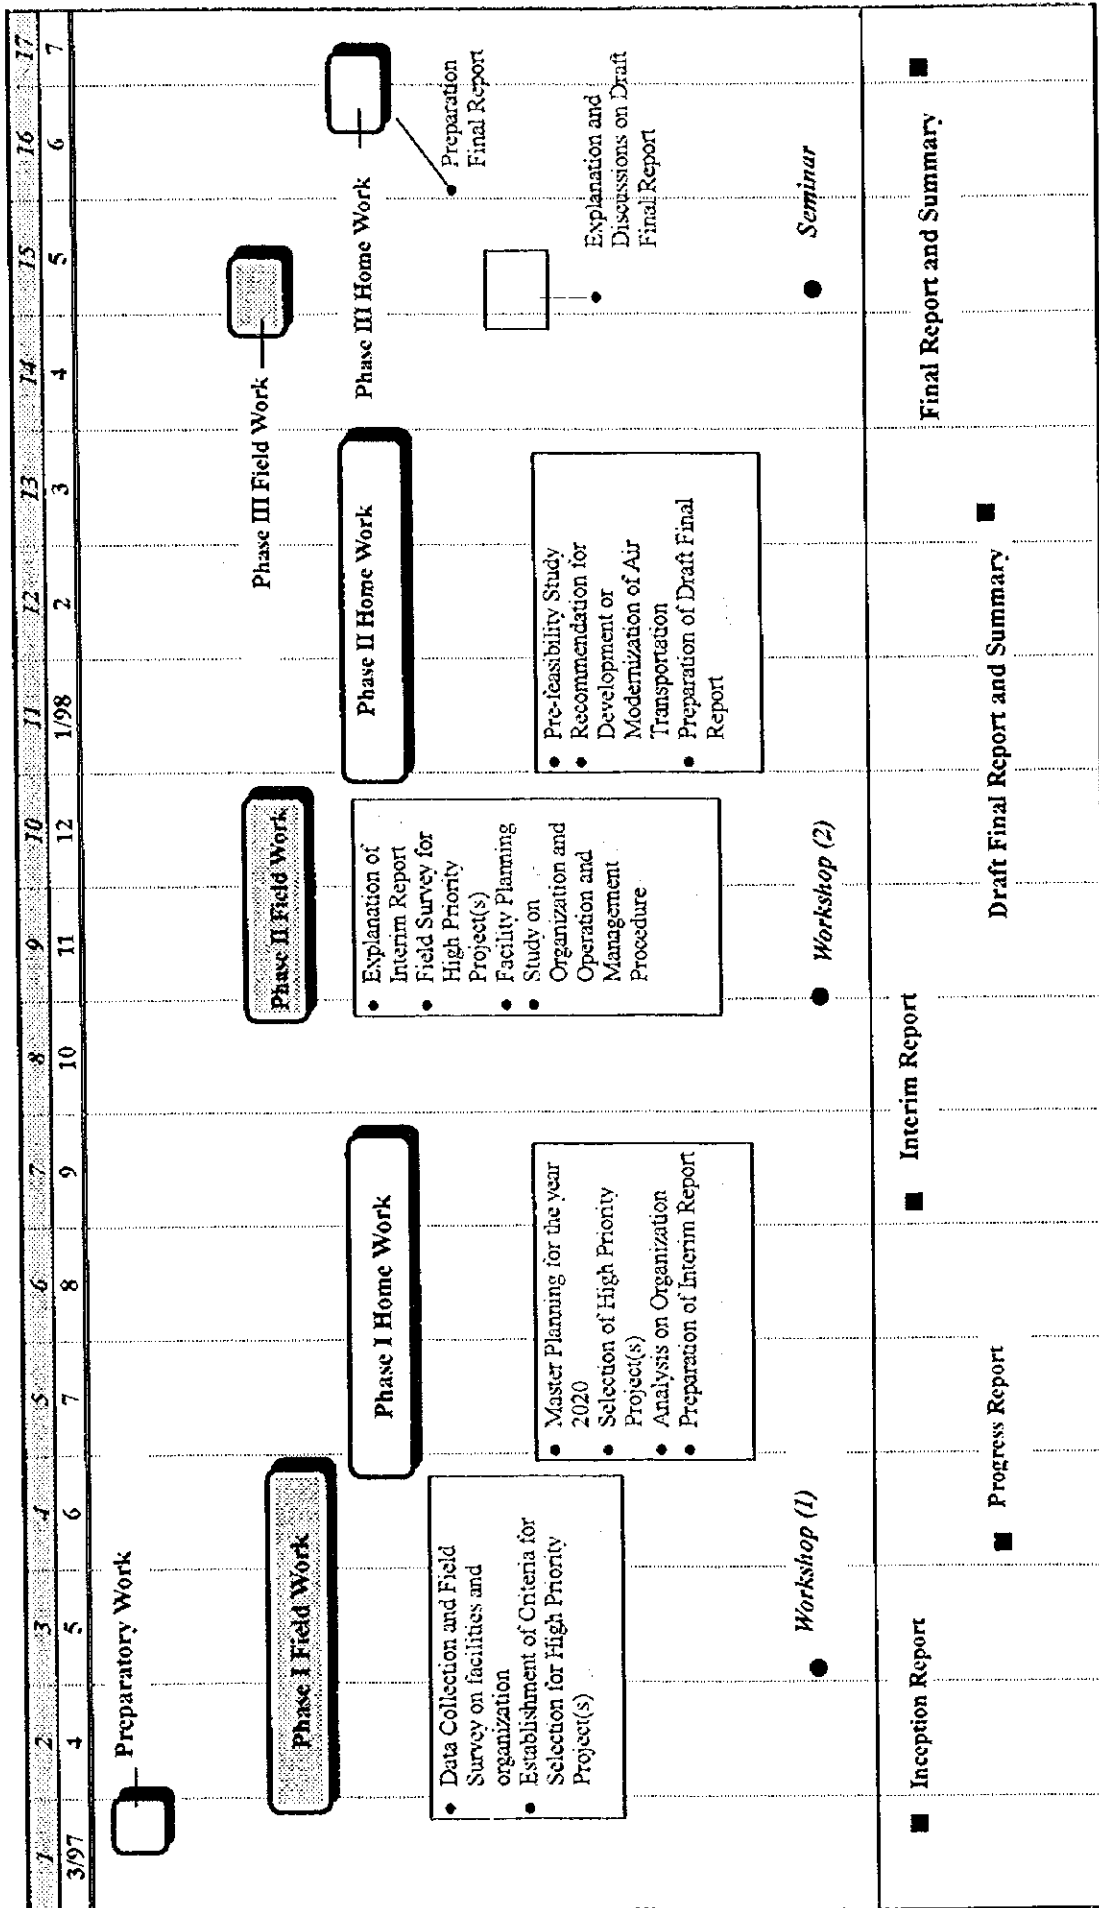 1 2 3 4 5 6 7 8 9 10 11 12 13 14 15 16 17
3/97 4 5 6 7 8 9 10 11 12 1/98 2 3 4 5 6 7
Preparatory Work
Phase I Field Work
• Data Collection and Field
Survey on facilities and
organization
• Establishment of Criteria for
Selection for High Priority
Project(s)
Phase I Home Work
• Master Planning for the year
2020
• Selection of High Priority
Project(s)
• Analysis on Organization
• Preparation of Interim Report
Phase II Field Work
• Explanation of
Interim Report
• Field Survey for
High Priority
Project(s)
• Facility Planning
• Study on
Organization and
Operation and
Management
Procedure
Phase II Home Work
• Pre-feasibility Study
• Recommendation for
Development or
Modernization of Air
Transportation
• Preparation of Draft Final
Report
Phase III Field Work
Phase III Home Work
• Preparation
Final Report
• Explanation and
Discussions on Draft
Final Report
● Workshop (1)
● Workshop (2)
● Seminar
■ Inception Report
■ Progress Report
■ Interim Report
Draft Final Report and Summary ■
Final Report and Summary ■